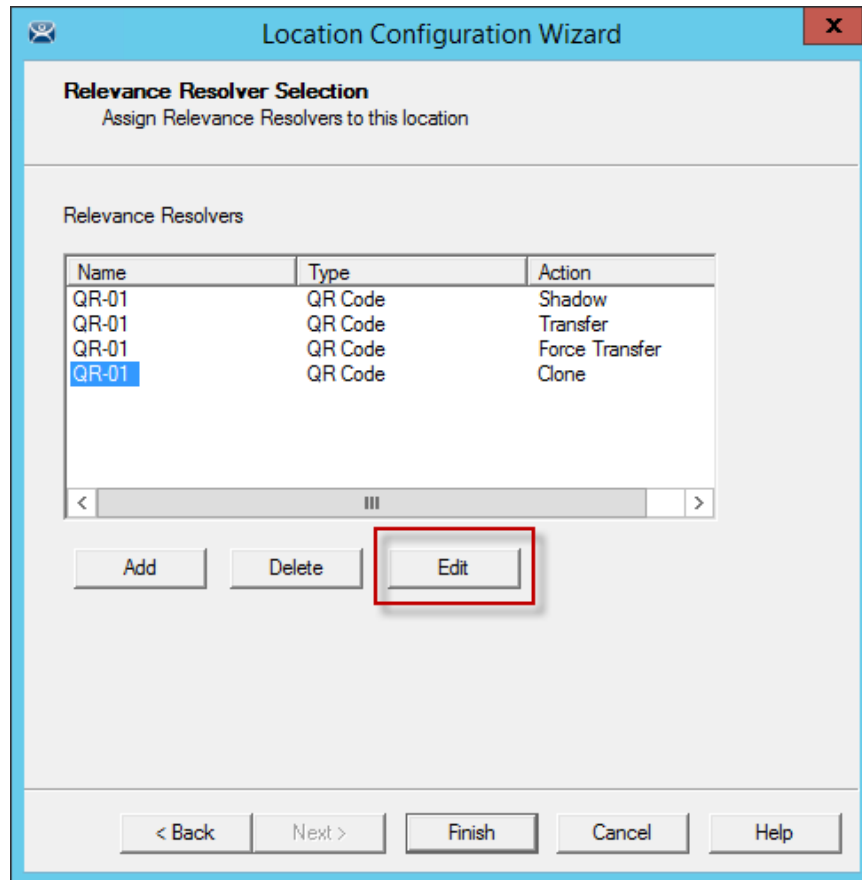 Location Configuration Wizard x
Relevance Resolver Selection
Assign Relevance Resolvers to this location
Relevance Resolvers
Name Type Action
QR-01 QR Code Shadow
QR-01 QR Code Transfer
QR-01 QR Code Force Transfer
QR-01 QR Code Clone
Add Delete Edit
< Back Next > Finish Cancel Help